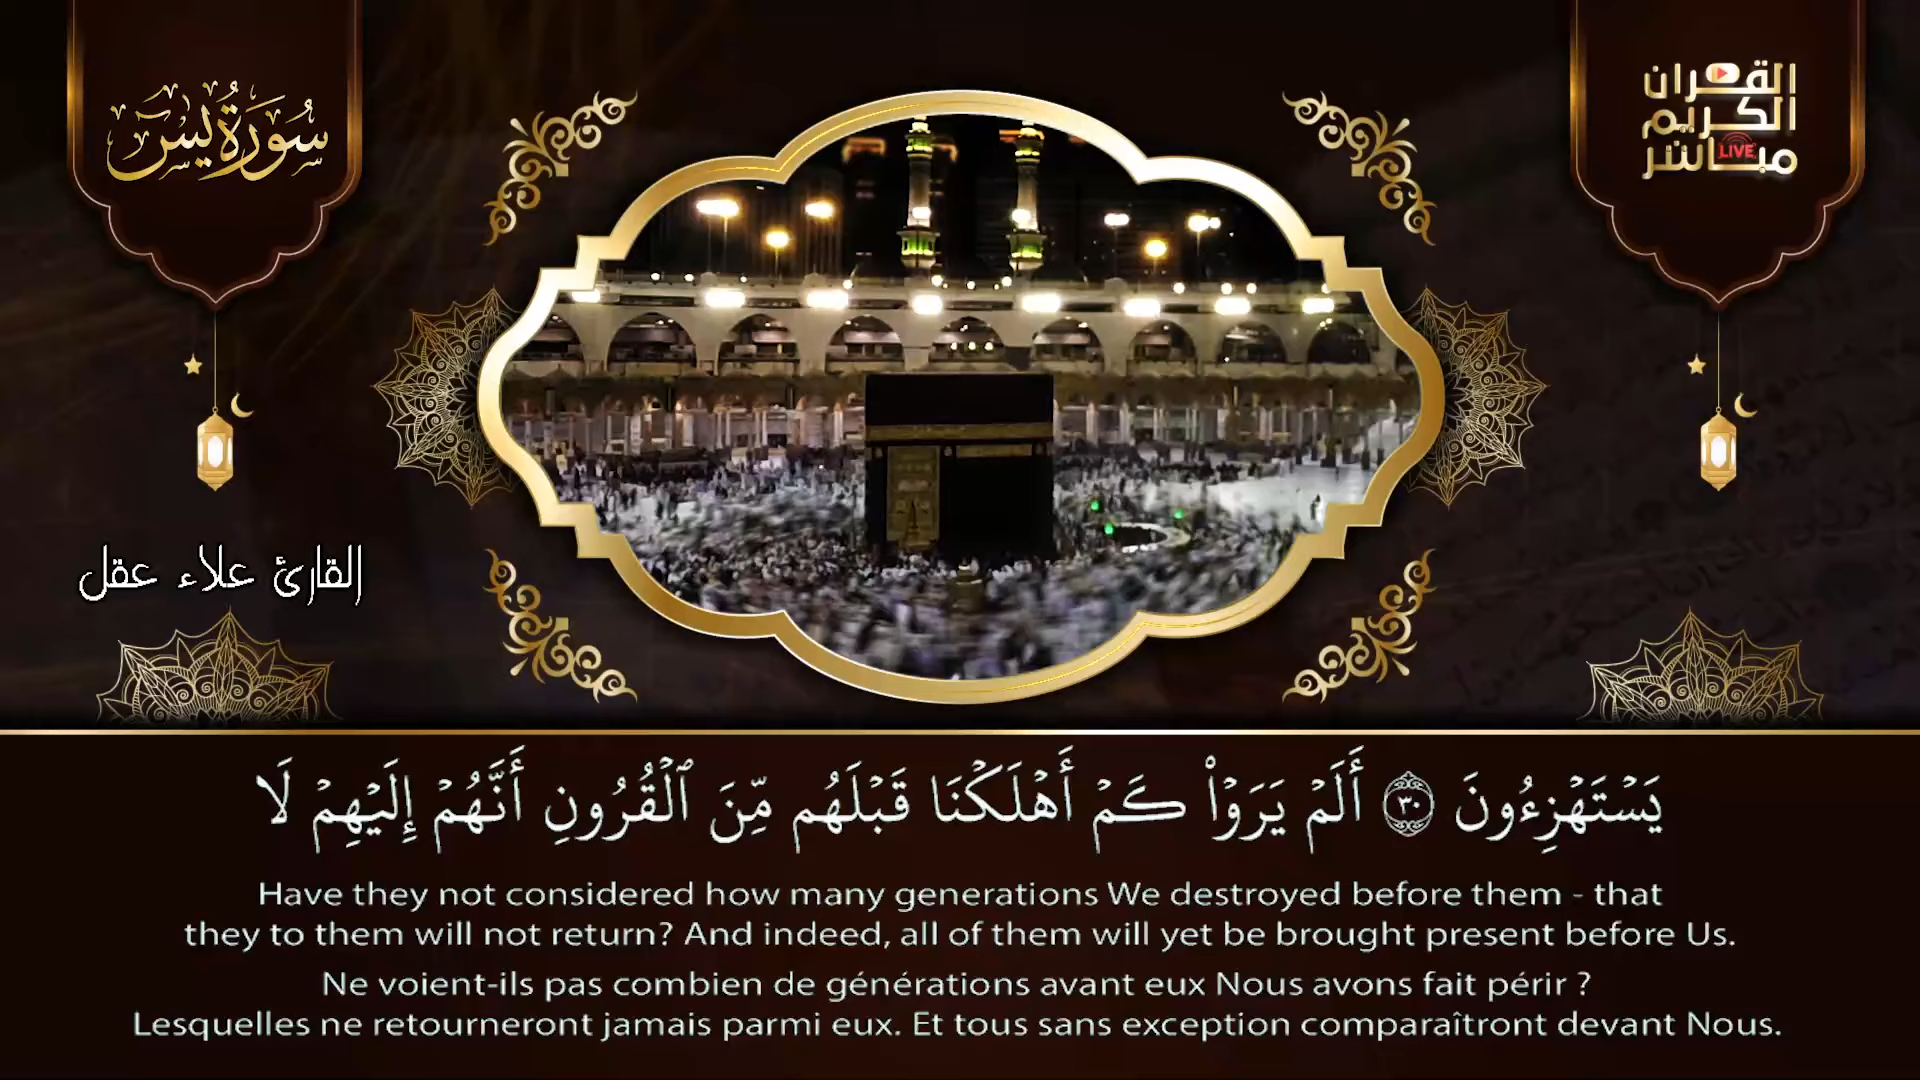 سُورَةُ يسٓ
القران
الكريم
مباشر
LIVE
القارئ علاء عقل
يَسۡتَهۡزِءُونَ ٣٠ أَلَمۡ يَرَوۡاْ كَمۡ أَهۡلَكۡنَا قَبۡلَهُم مِّنَ ٱلۡقُرُونِ أَنَّهُمۡ إِلَيۡهِمۡ لَا
Have they not considered how many generations We destroyed before them - that
they to them will not return? And indeed, all of them will yet be brought present before Us.
Ne voient-ils pas combien de générations avant eux Nous avons fait périr ?
Lesquelles ne retourneront jamais parmi eux. Et tous sans exception comparaîtront devant Nous.